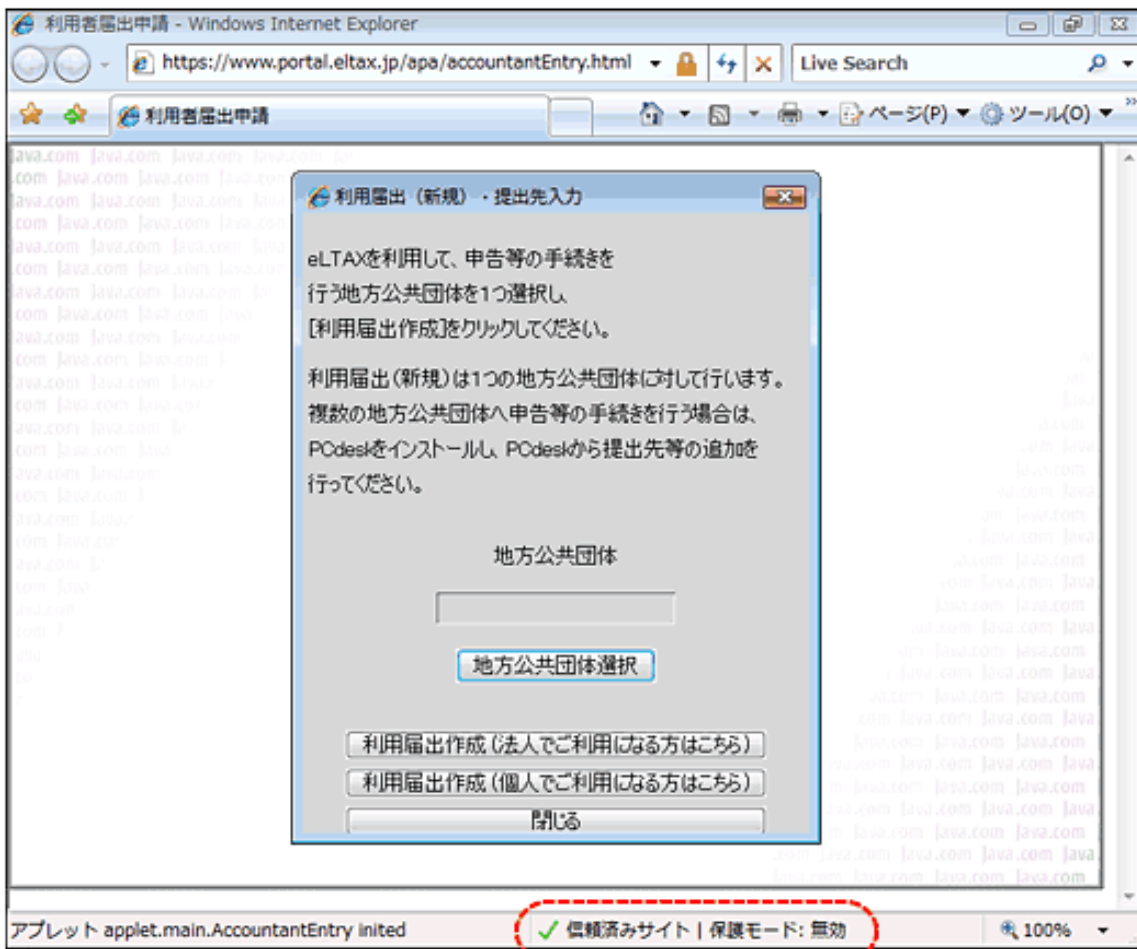 利用者届出申請 - Windows Internet Explorer
https://www.portal.eltax.jp/apa/accountantEntry.html
Live Search
利用者届出申請
ページ(P)
ツール(O)
利用届出（新規）・提出先入力
eLTAXを利用して、申告等の手続きを
行う地方公共団体を1つ選択し、
[利用届出作成]をクリックしてください。
利用届出（新規）は1つの地方公共団体に対して行います。
複数の地方公共団体へ申告等の手続きを行う場合は、
PCdeskをインストールし、PCdeskから提出先等の追加を
行ってください。
地方公共団体
地方公共団体選択
利用届出作成（法人でご利用になる方はこちら）
利用届出作成（個人でご利用になる方はこちら）
閉じる
アプレット applet.main.AccountantEntry inited
信頼済みサイト | 保護モード: 無効
100%